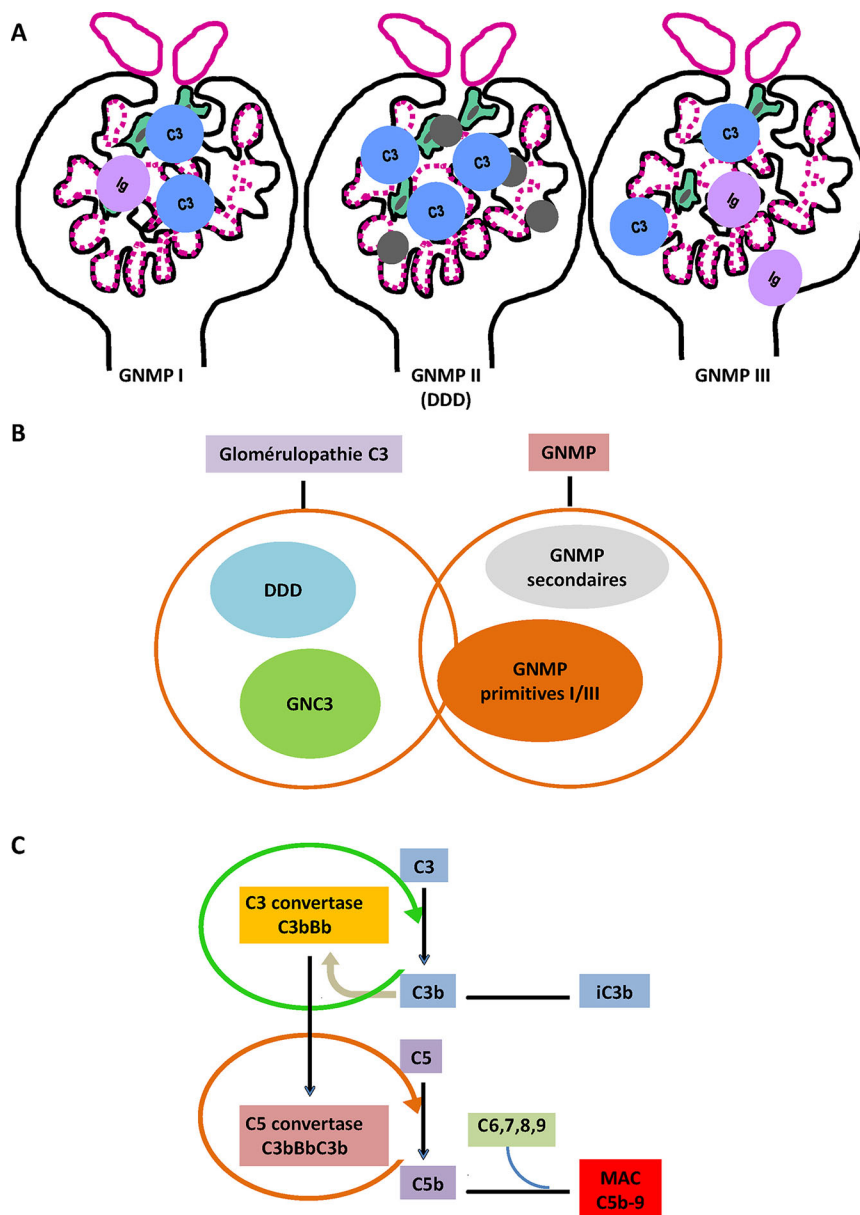 A
C3
Ig
C3
GNMP I
C3
C3
C3
GNMP II
(DDD)
C3
Ig
C3
Ig
GNMP III
B
Glomérulopathie C3
GNMP
DDD
GNC3
GNMP
secondaires
GNMP
primitives I/III
C
C3
C3 convertase
C3bBb
C3b
iC3b
C5
C5 convertase
C3bBbC3b
C6,7,8,9
C5b
MAC
C5b-9